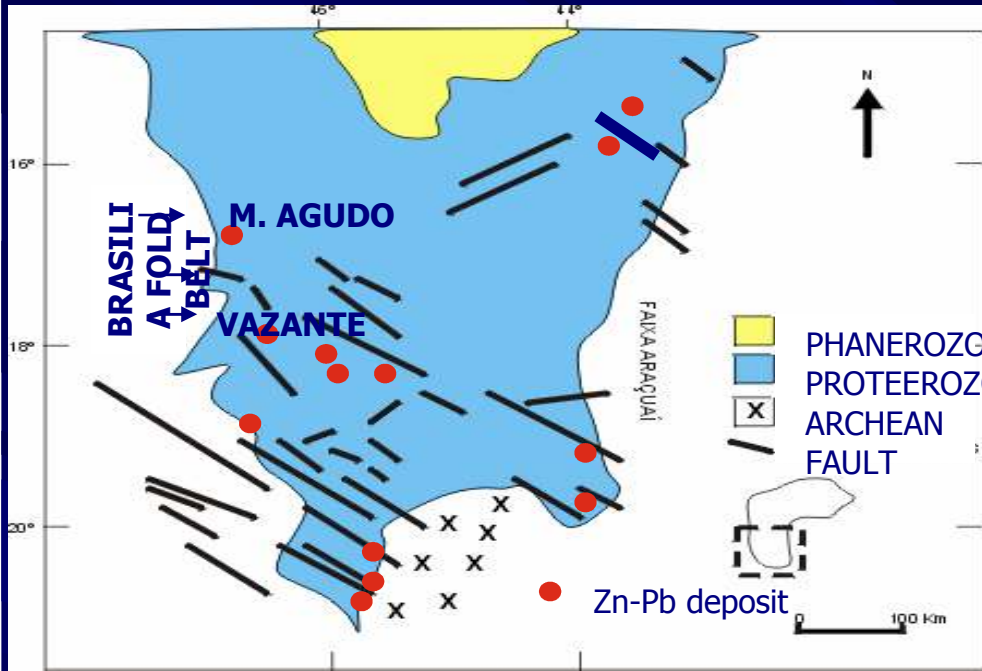 46° 44°
N
16°
M. AGUDO
BRASILI
A FOLD
BELT
VAZANTE
18°
FAIXA ARAÇUAÍ
PHANEROZO
PROTEEROZO
X ARCHEAN
FAULT
X
X X
20°
X X
X X
Zn-Pb deposit
0 100 Km